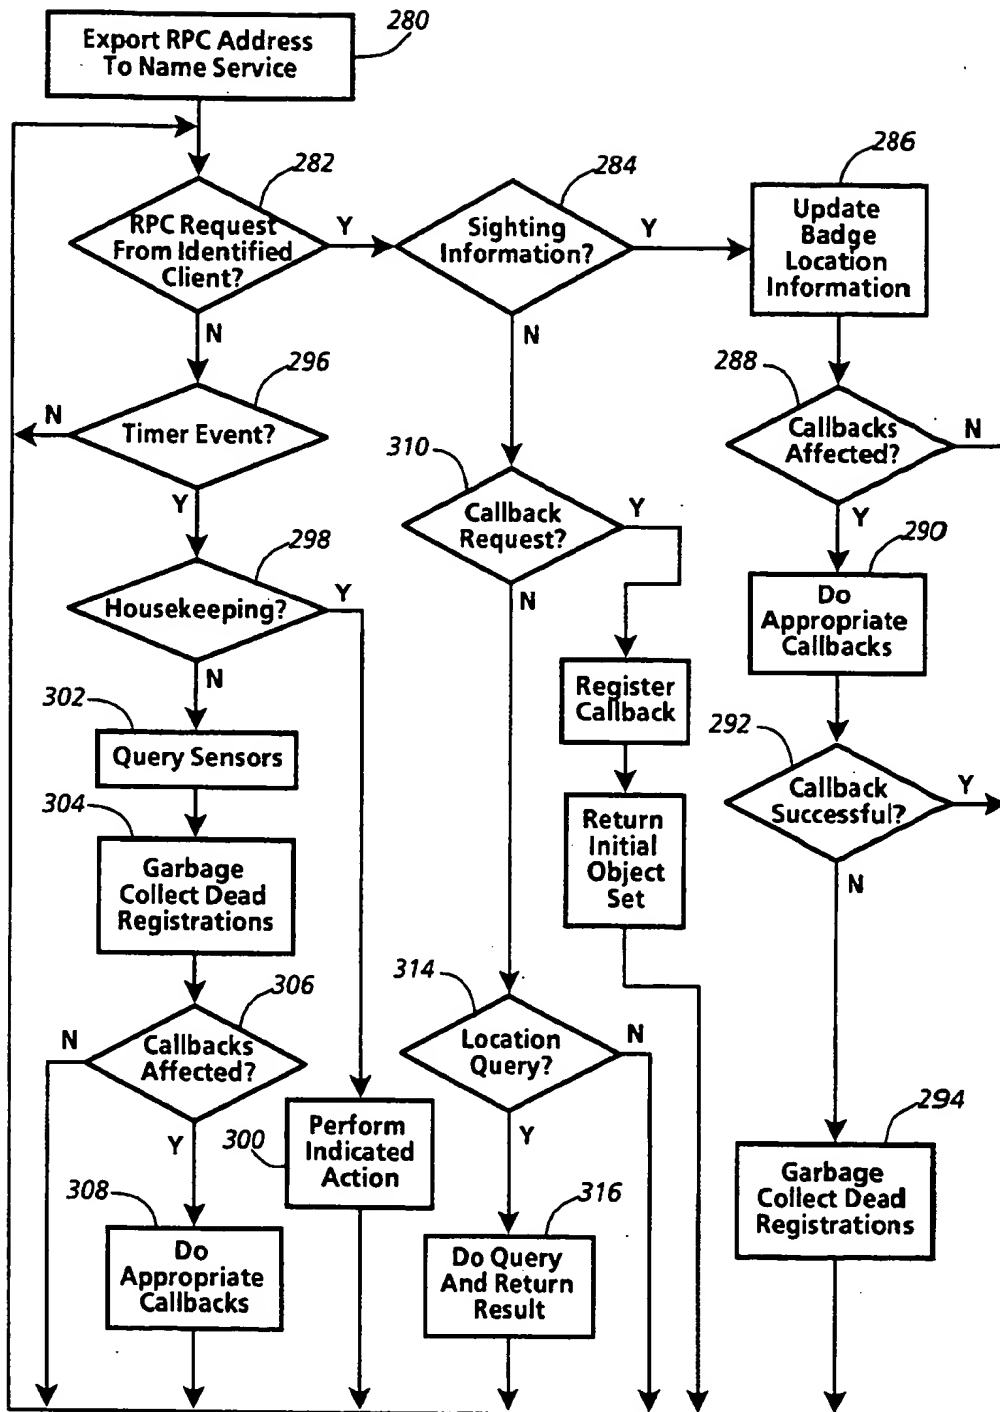 Export RPC Address
To Name Service
280
282
RPC Request
From Identified
Client?
Y
N
284
Sighting
Information?
Y
N
286
Update
Badge
Location
Information
288
Callbacks
Affected?
N
Y
290
Do
Appropriate
Callbacks
292
Callback
Successful?
Y
N
294
Garbage
Collect Dead
Registrations
296
Timer Event?
N
Y
298
Housekeeping?
Y
N
302
Query Sensors
304
Garbage
Collect Dead
Registrations
306
Callbacks
Affected?
N
Y
308
Do
Appropriate
Callbacks
300
Perform
Indicated
Action
310
Callback
Request?
Y
N
Register
Callback
Return
Initial
Object
Set
314
Location
Query?
N
Y
316
Do Query
And Return
Result